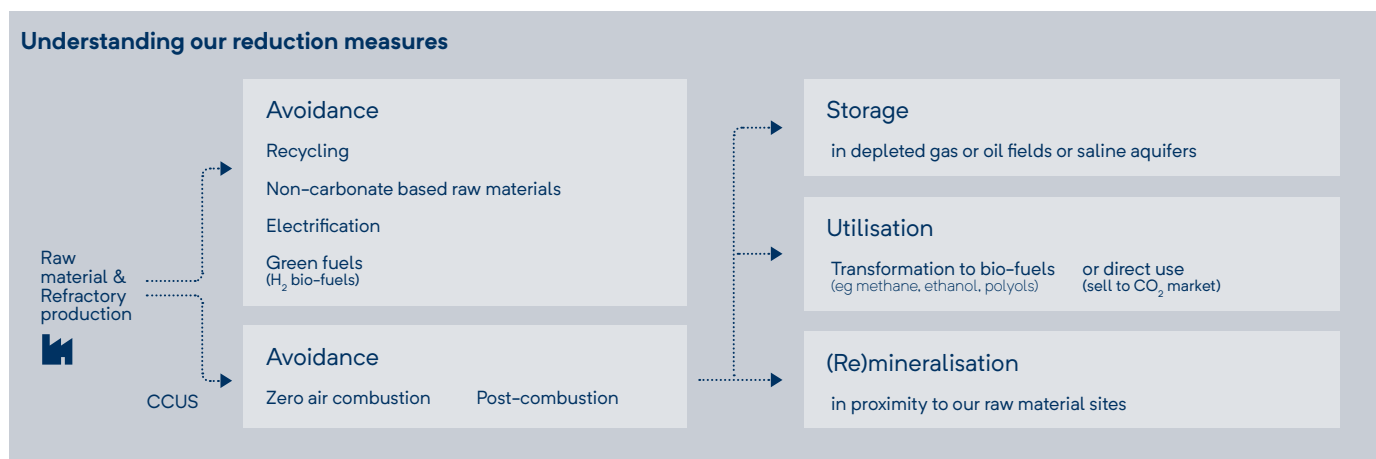 Understanding our reduction measures
Raw
material &
Refractory
production
CCUS
Avoidance
Recycling
Non-carbonate based raw materials
Electrification
Green fuels
(H₂ bio-fuels)
Avoidance
Zero air combustion
Post-combustion
Storage
in depleted gas or oil fields or saline aquifers
Utilisation
Transformation to bio-fuels
(eg methane, ethanol, polyols)
or direct use
(sell to CO₂ market)
(Re)mineralisation
in proximity to our raw material sites